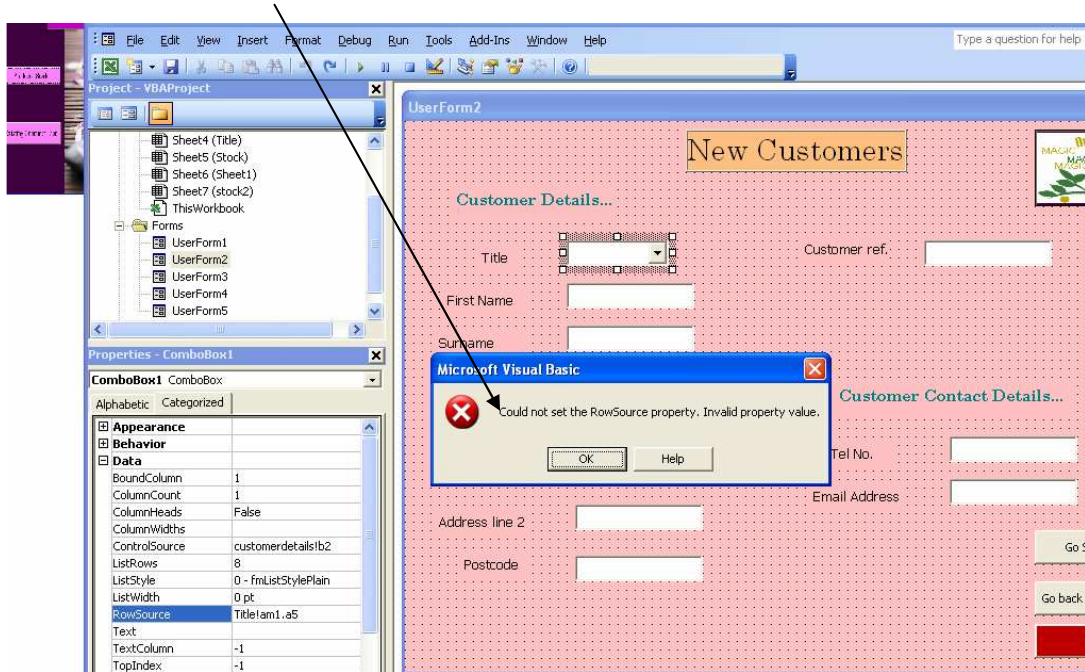 File Edit View Insert Format Debug Run Tools Add-Ins Window Help
Type a question for help
Project - VBAProject
Sheet4 (Title)
Sheet5 (Stock)
Sheet6 (Sheet1)
Sheet7 (stock2)
ThisWorkbook
Forms
UserForm1
UserForm2
UserForm3
UserForm4
UserForm5
Properties - ComboBox1
ComboBox1 ComboBox
Alphabetic Categorized
Appearance
Behavior
Data
BoundColumn 1
ColumnCount 1
ColumnHeads False
ColumnWidths
ControlSource customerdetails!b2
ListRows 8
ListStyle 0 - fmListStylePlain
ListWidth 0 pt
RowSource Title!am1.a5
Text
TextColumn -1
TopIndex -1
UserForm2
New Customers
MAGIC
Customer Details...
Title
Customer ref.
First Name
Surname
Microsoft Visual Basic
Could not set the RowSource property. Invalid property value.
OK Help
Customer Contact Details...
Tel No.
Email Address
Address line 2
Postcode
Go
Go back